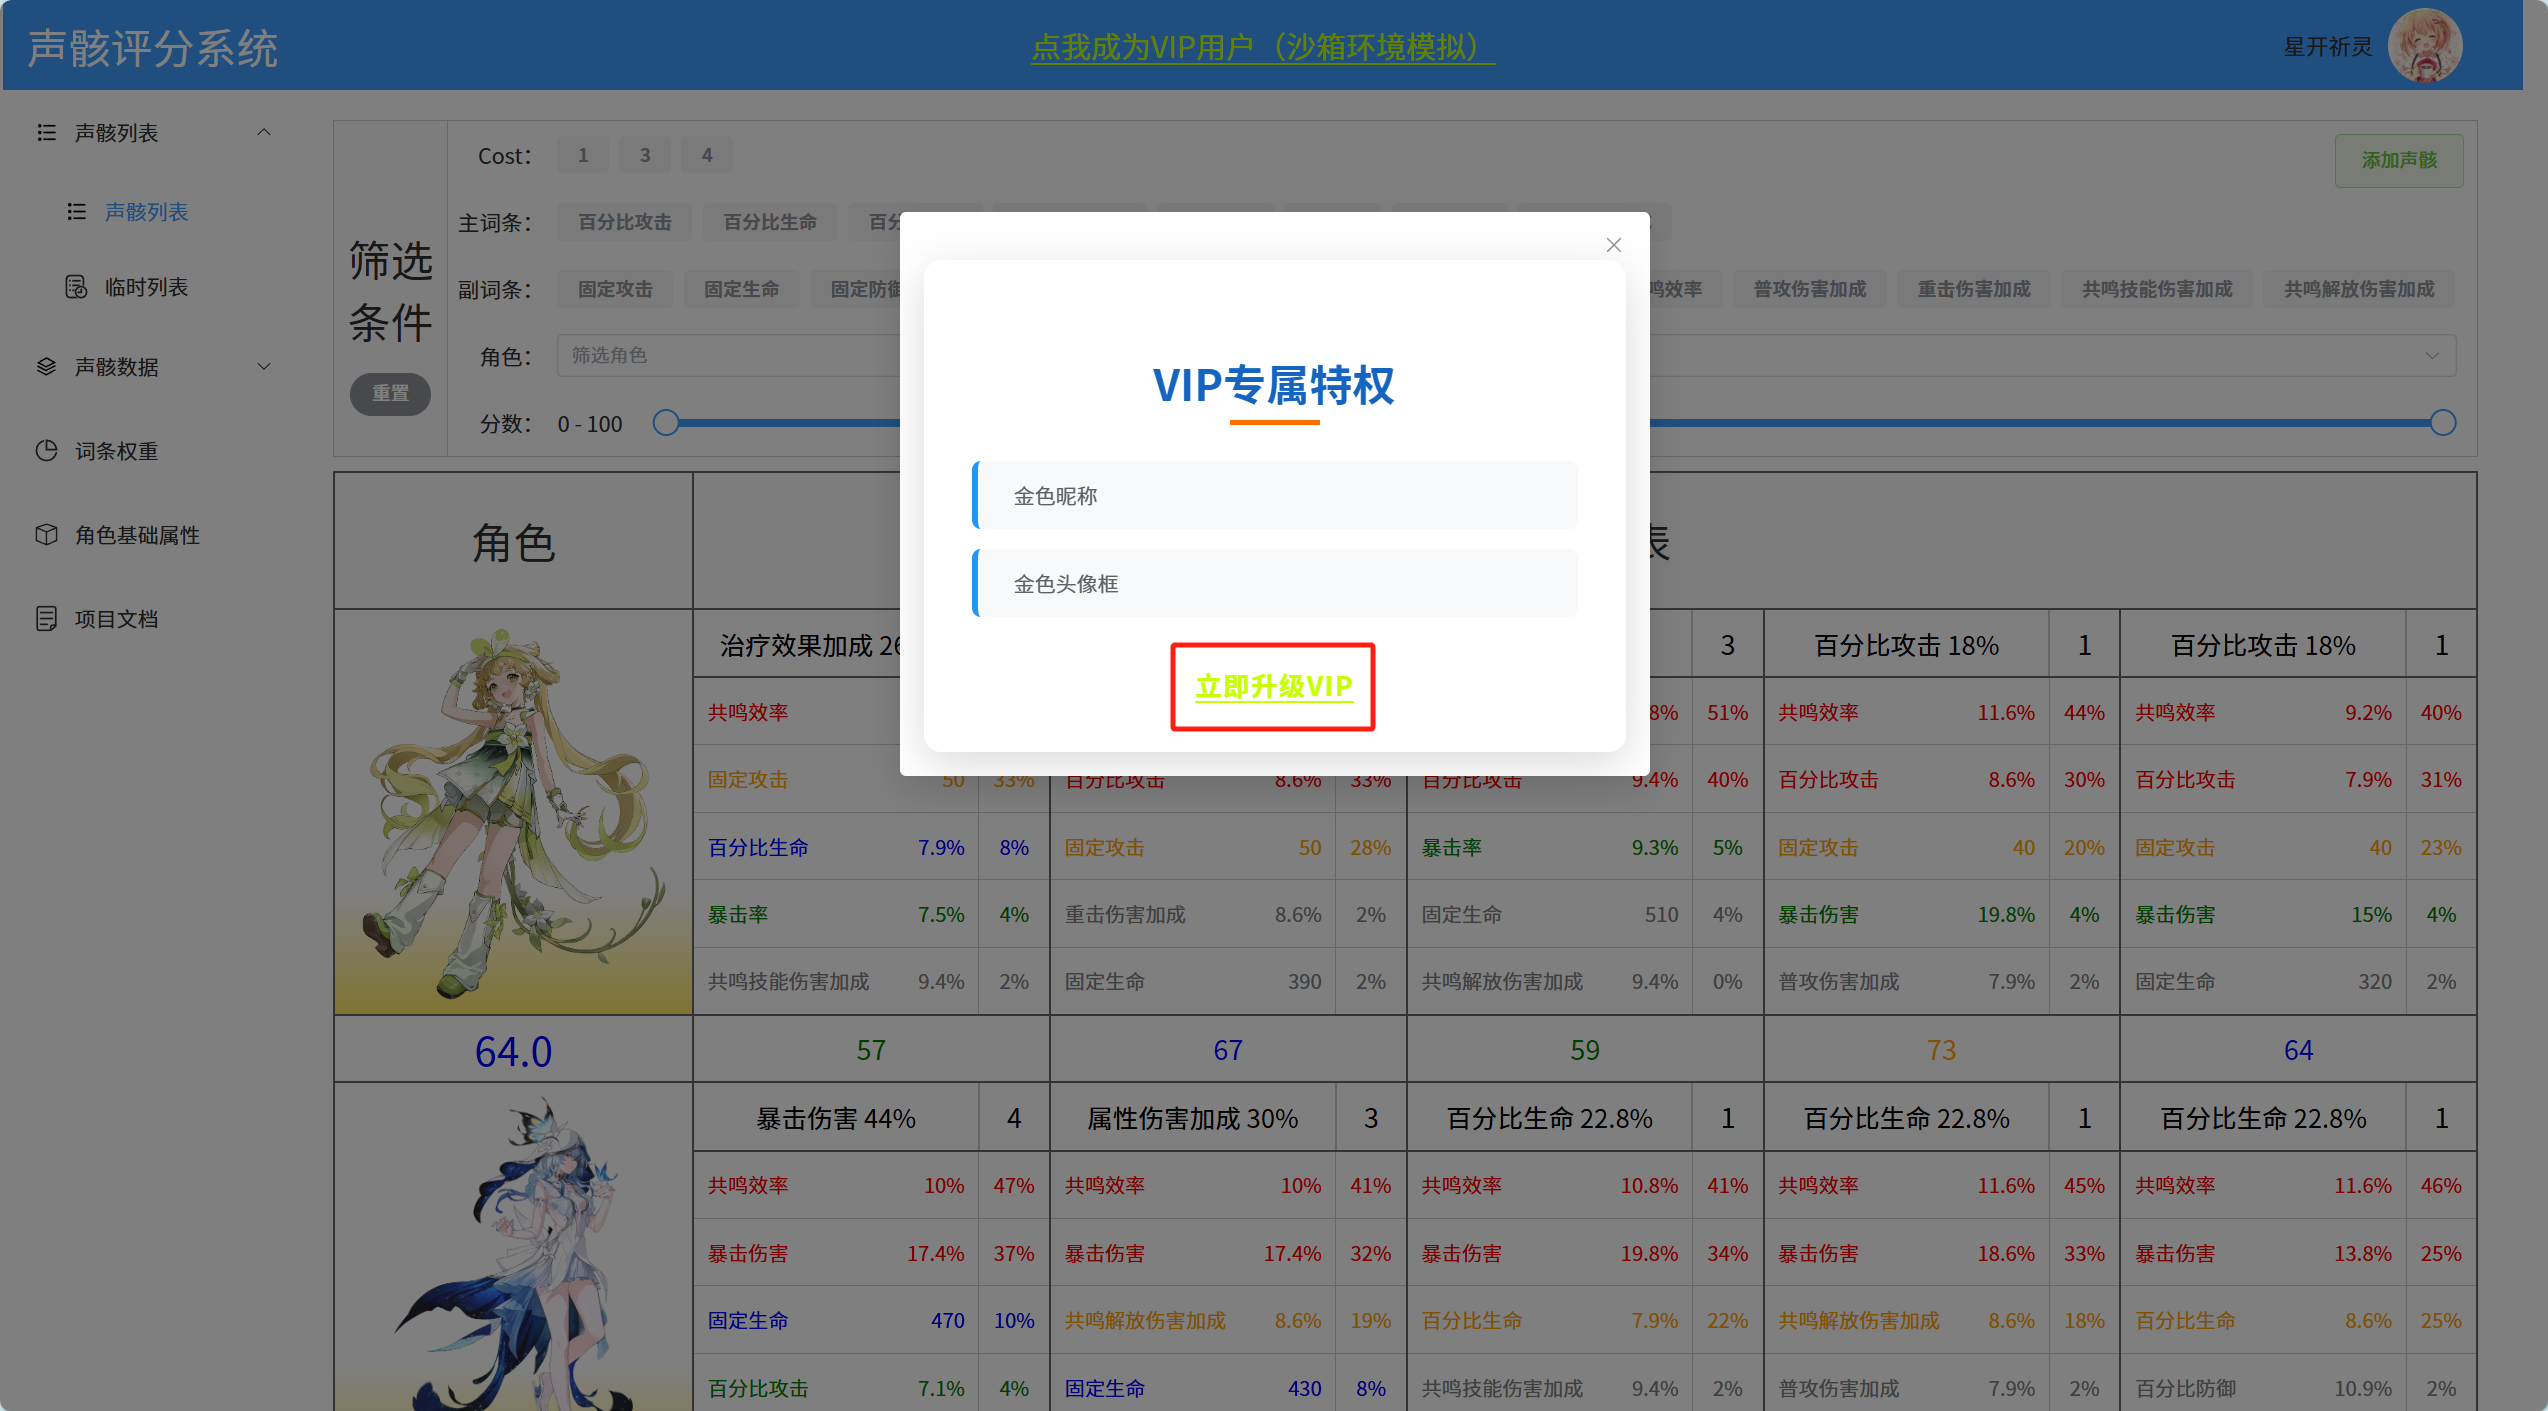 声骸评分系统
点我成为VIP用户（沙箱环境模拟）
星开祈灵
声骸列表
声骸列表
临时列表
声骸数据
词条权重
角色基础属性
项目文档
筛选
条件
重置
Cost： 1 3 4
添加声骸
主词条： 百分比攻击 百分比生命 百分
副词条： 固定攻击 固定生命 固定防御 鸣效率 普攻伤害加成 重击伤害加成 共鸣技能伤害加成 共鸣解放伤害加成
角色： 筛选角色
分数： 0 - 100
VIP专属特权
金色昵称
金色头像框
立即升级VIP
角色 表
治疗效果加成 26 3 百分比攻击 18% 1 百分比攻击 18% 1
共鸣效率 8% 51% 共鸣效率 11.6% 44% 共鸣效率 9.2% 40%
固定攻击 50 33% 百分比攻击 8.6% 33% 百分比攻击 9.4% 40% 百分比攻击 8.6% 30% 百分比攻击 7.9% 31%
百分比生命 7.9% 8% 固定攻击 50 28% 暴击率 9.3% 5% 固定攻击 40 20% 固定攻击 40 23%
暴击率 7.5% 4% 重击伤害加成 8.6% 2% 固定生命 510 4% 暴击伤害 19.8% 4% 暴击伤害 15% 4%
共鸣技能伤害加成 9.4% 2% 固定生命 390 2% 共鸣解放伤害加成 9.4% 0% 普攻伤害加成 7.9% 2% 固定生命 320 2%
64.0 57 67 59 73 64
暴击伤害 44% 4 属性伤害加成 30% 3 百分比生命 22.8% 1 百分比生命 22.8% 1 百分比生命 22.8% 1
共鸣效率 10% 47% 共鸣效率 10% 41% 共鸣效率 10.8% 41% 共鸣效率 11.6% 45% 共鸣效率 11.6% 46%
暴击伤害 17.4% 37% 暴击伤害 17.4% 32% 暴击伤害 19.8% 34% 暴击伤害 18.6% 33% 暴击伤害 13.8% 25%
固定生命 470 10% 共鸣解放伤害加成 8.6% 19% 百分比生命 7.9% 22% 共鸣解放伤害加成 8.6% 18% 百分比生命 8.6% 25%
百分比攻击 7.1% 4% 固定生命 430 8% 共鸣技能伤害加成 9.4% 2% 普攻伤害加成 7.9% 2% 百分比防御 10.9% 2%